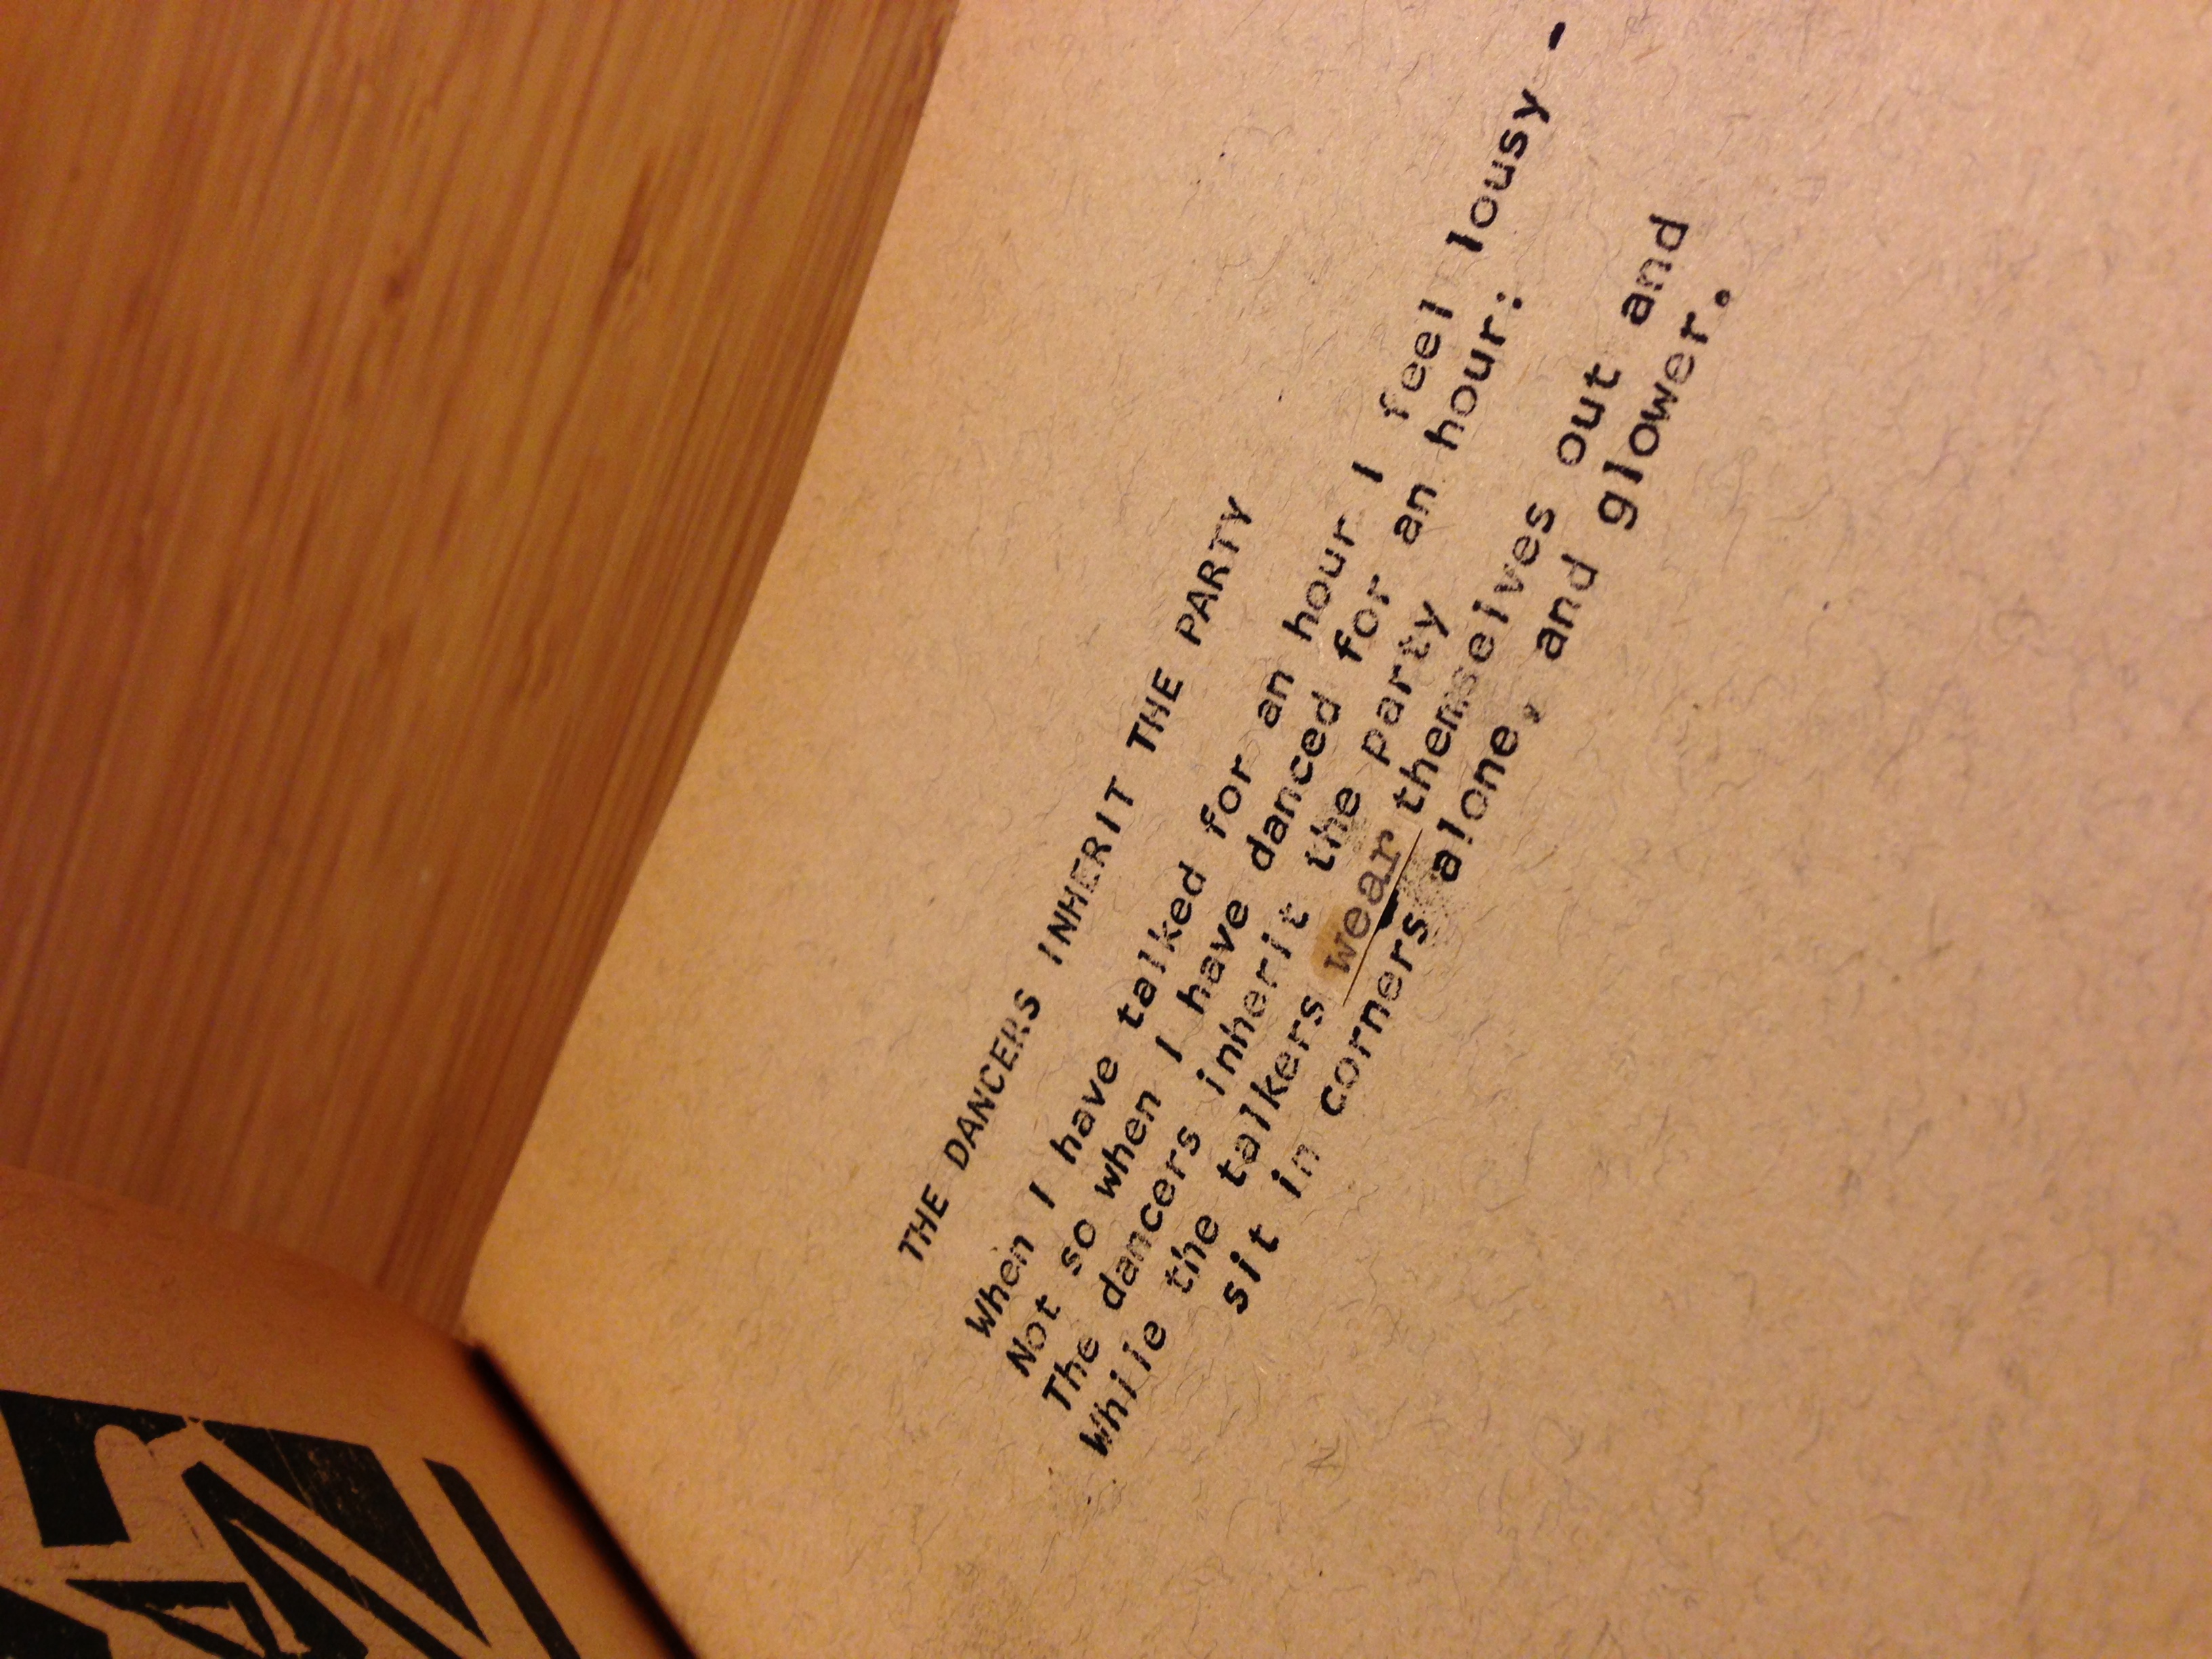 THE DANCERS INHERIT THE PARTY
When I have talked for an hour I feel lousy -
Not so when I have danced for an hour:
The dancers inherit the party
While the talkers wear themselves out and
sit in corners alone, and glower.